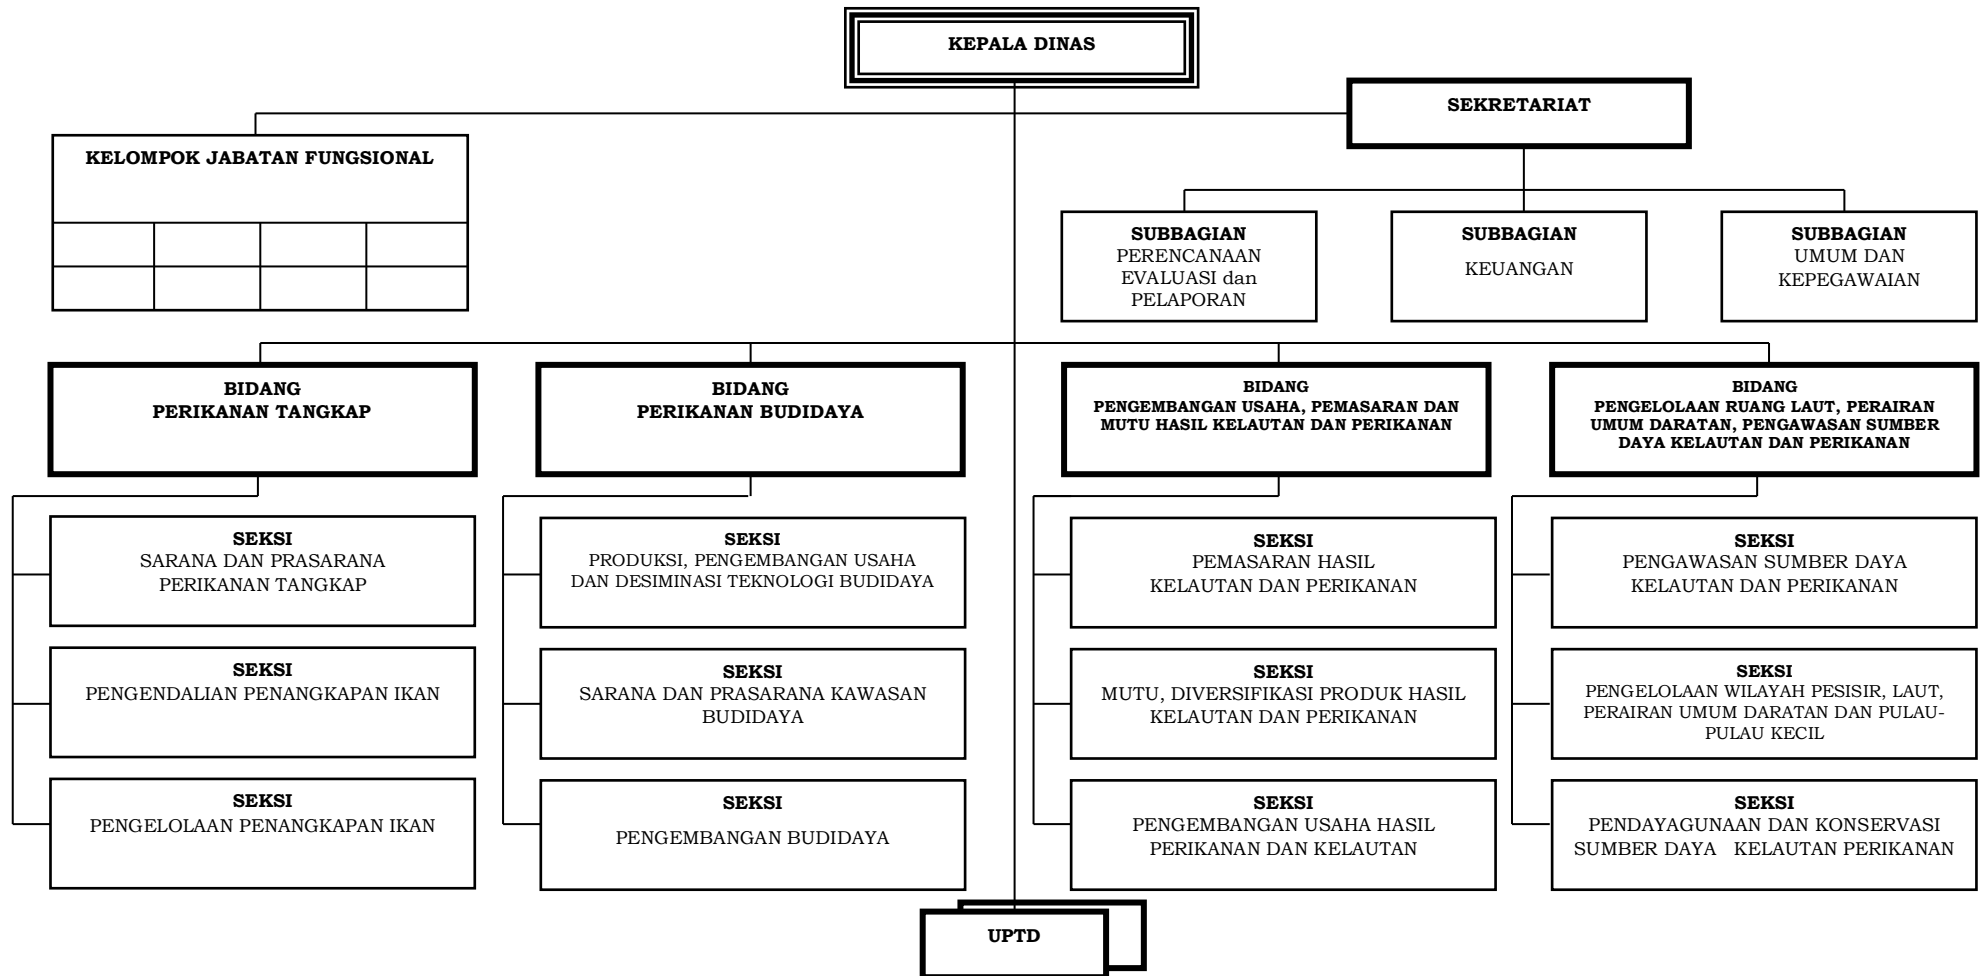 KEPALA DINAS
SEKRETARIAT
KELOMPOK JABATAN FUNGSIONAL
SUBBAGIAN
PERENCANAAN
EVALUASI dan
PELAPORAN
SUBBAGIAN
KEUANGAN
SUBBAGIAN
UMUM DAN
KEPEGAWAIAN
BIDANG
PERIKANAN TANGKAP
BIDANG
PERIKANAN BUDIDAYA
BIDANG
PENGEMBANGAN USAHA, PEMASARAN DAN
MUTU HASIL KELAUTAN DAN PERIKANAN
BIDANG
PENGELOLAAN RUANG LAUT, PERAIRAN
UMUM DARATAN, PENGAWASAN SUMBER
DAYA KELAUTAN DAN PERIKANAN
SEKSI
SARANA DAN PRASARANA
PERIKANAN TANGKAP
SEKSI
PRODUKSI, PENGEMBANGAN USAHA
DAN DESIMINASI TEKNOLOGI BUDIDAYA
SEKSI
PEMASARAN HASIL
KELAUTAN DAN PERIKANAN
SEKSI
PENGAWASAN SUMBER DAYA
KELAUTAN DAN PERIKANAN
SEKSI
PENGENDALIAN PENANGKAPAN IKAN
SEKSI
SARANA DAN PRASARANA KAWASAN
BUDIDAYA
SEKSI
MUTU, DIVERSIFIKASI PRODUK HASIL
KELAUTAN DAN PERIKANAN
SEKSI
PENGELOLAAN WILAYAH PESISIR, LAUT,
PERAIRAN UMUM DARATAN DAN PULAU-
PULAU KECIL
SEKSI
PENGELOLAAN PENANGKAPAN IKAN
SEKSI
PENGEMBANGAN BUDIDAYA
SEKSI
PENGEMBANGAN USAHA HASIL
PERIKANAN DAN KELAUTAN
SEKSI
PENDAYAGUNAAN DAN KONSERVASI
SUMBER DAYA KELAUTAN PERIKANAN
UPTD